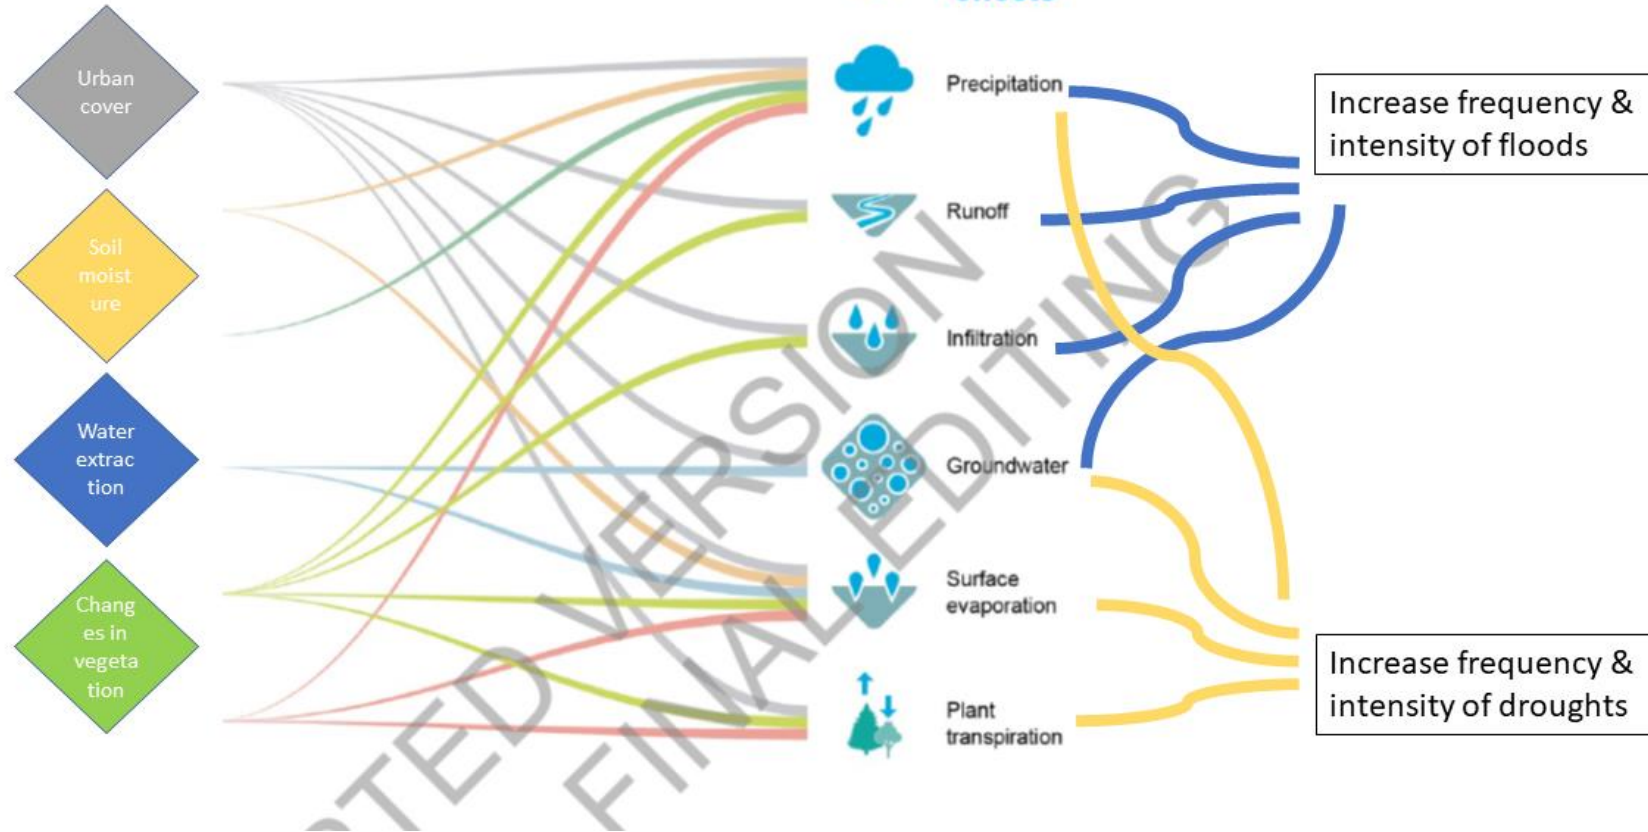 Urban
cover
Soil
moist
ure
Water
extrac
tion
Chang
es in
vegeta
tion
Precipitation
Runoff
Infiltration
Groundwater
Surface
evaporation
Plant
transpiration
Increase frequency &
intensity of floods
Increase frequency &
intensity of droughts
VERSION
FINAL EDITING